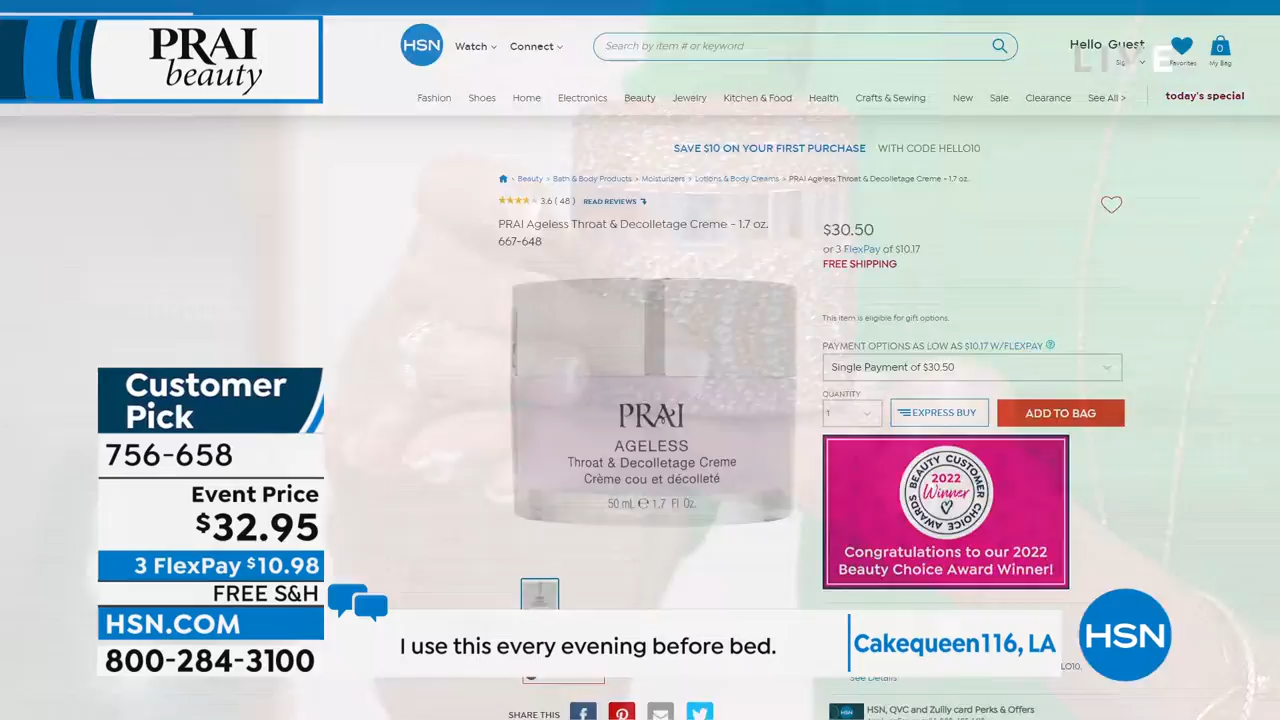 PRAI
beauty
HSN
Watch
Connect
Search by item # or keyword
Hello, Guest
LIVE
Favorites
0
My Bag
Fashion
Shoes
Home
Electronics
Beauty
Jewelry
Kitchen & Food
Health
Crafts & Sewing
New
Sale
Clearance
See All >
today's special
SAVE $10 ON YOUR FIRST PURCHASE WITH CODE HELLO10
Beauty > Bath & Body Products > Moisturizers > Lotions & Body Creams > PRAI Ageless Throat & Decolletage Creme - 1.7 oz.
3.6 ( 48 ) READ REVIEWS
PRAI Ageless Throat & Decolletage Creme - 1.7 oz.
667-648
$30.50
or 3 FlexPay of $10.17
FREE SHIPPING
This item is eligible for gift options.
PAYMENT OPTIONS AS LOW AS $10.17 W/FLEXPAY
Single Payment of $30.50
QUANTITY
1
EXPRESS BUY
ADD TO BAG
PRAI
AGELESS
Throat & Decolletage Creme
Crème cou et décolleté
50 mL ℮ 1.7 Fl Oz.
BEAUTY CUSTOMER CHOICE AWARDS
2022
Winner
Congratulations to our 2022
Beauty Choice Award Winner!
Customer
Pick
756-658
Event Price
$32.95
3 FlexPay $10.98
FREE S&H
HSN.COM
800-284-3100
I use this every evening before bed.
Cakequeen116, LA
HSN
See Details
SHARE THIS
HSN, QVC and Zulily card Perks & Offers